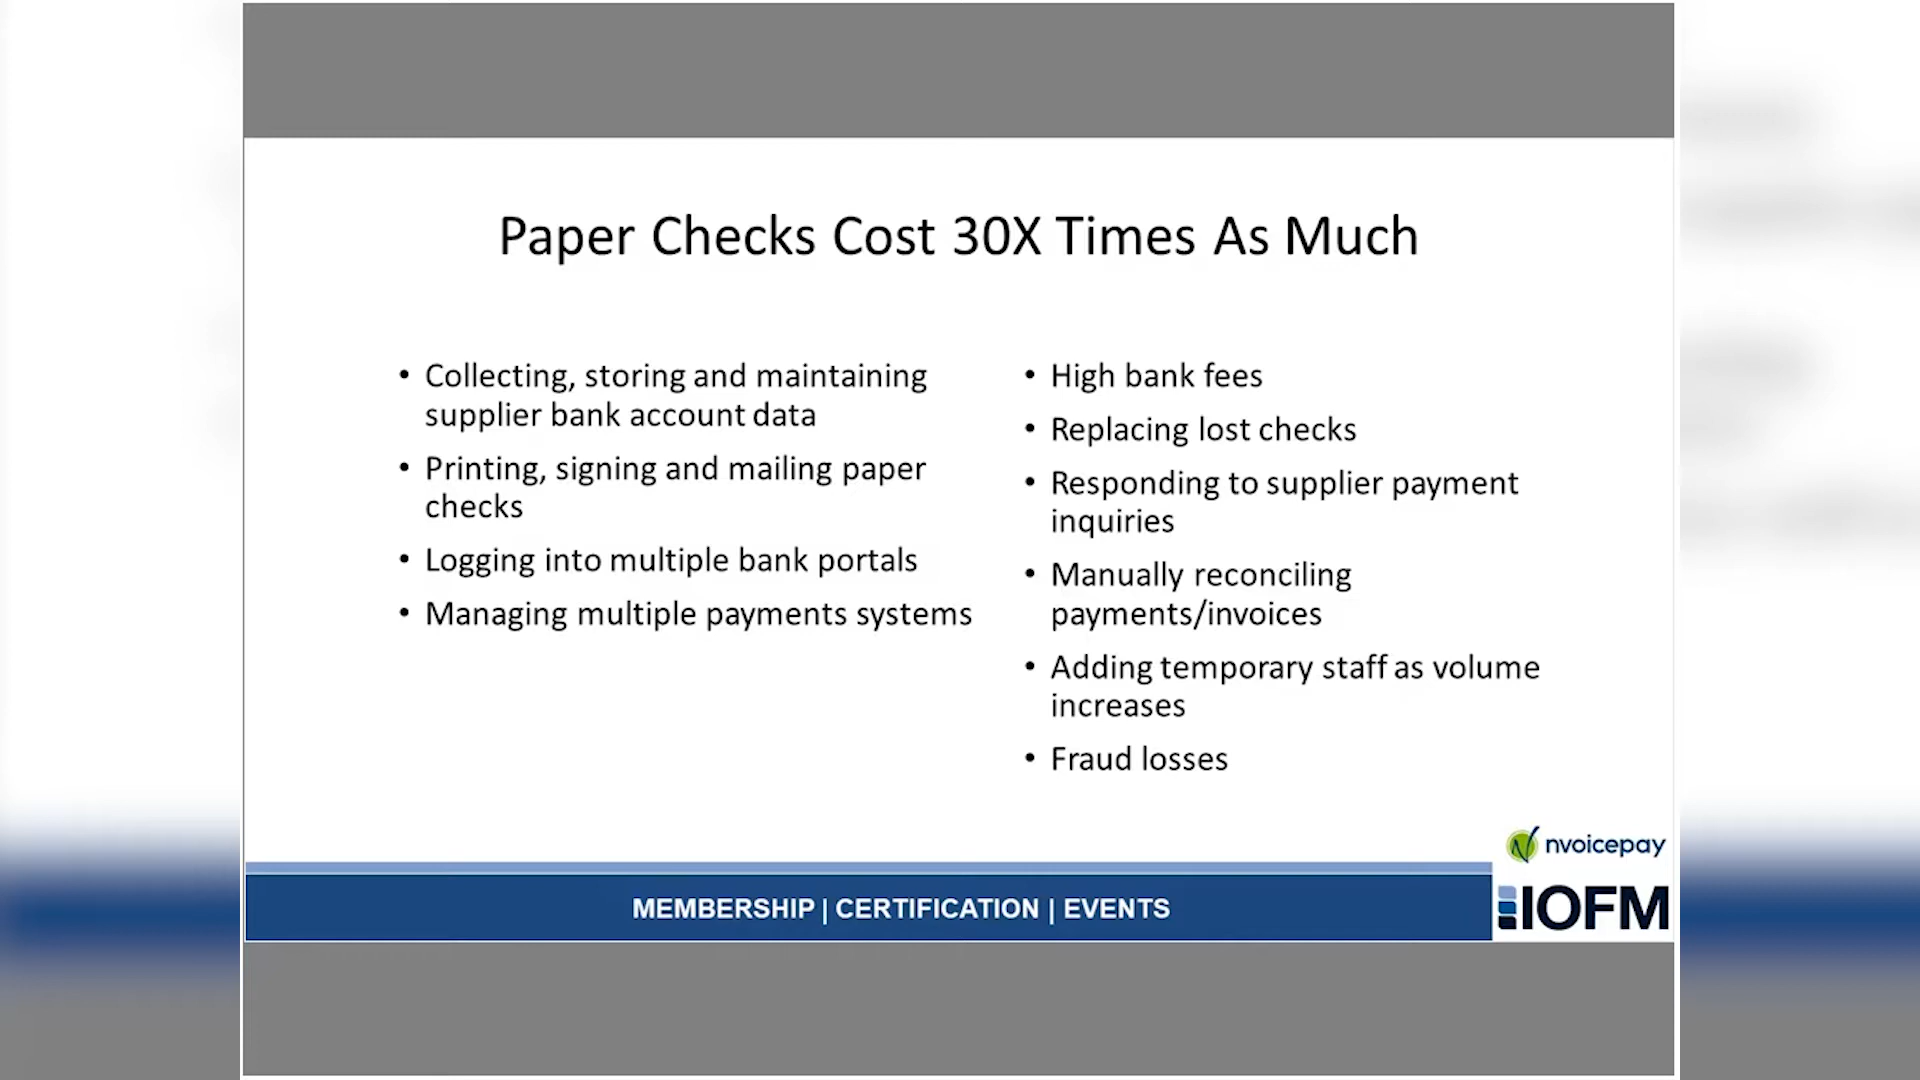 Paper Checks Cost 30X Times As Much
• Collecting, storing and maintaining
supplier bank account data
• Printing, signing and mailing paper
checks
• Logging into multiple bank portals
• Managing multiple payments systems
• High bank fees
• Replacing lost checks
• Responding to supplier payment
inquiries
• Manually reconciling
payments/invoices
• Adding temporary staff as volume
increases
• Fraud losses
nvoicepay
MEMBERSHIP | CERTIFICATION | EVENTS
IOFM